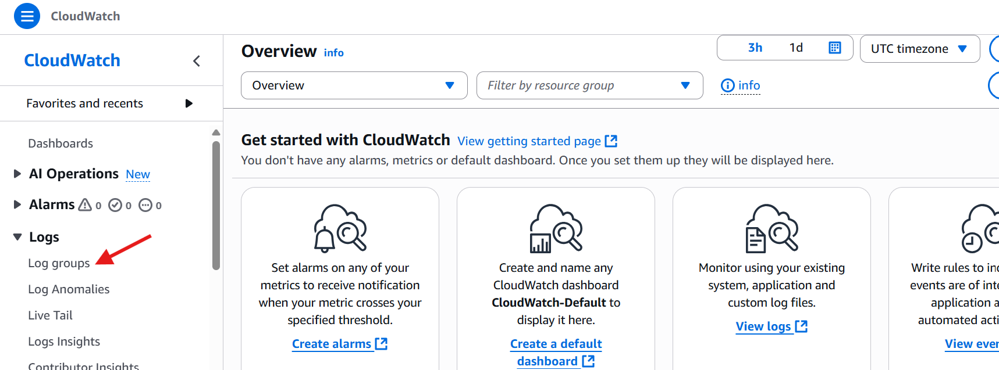 CloudWatch
CloudWatch
Favorites and recents
Dashboards
AI Operations New
Alarms 0 0 0
Logs
Log groups
Log Anomalies
Live Tail
Logs Insights
Contributor Insights
Overview info
3h 1d
UTC timezone
Overview
Filter by resource group
info
Get started with CloudWatch View getting started page
You don't have any alarms, metrics or default dashboard. Once you set them up they will be displayed here.
Set alarms on any of your
metrics to receive notification
when your metric crosses your
specified threshold.
Create alarms
Create and name any
CloudWatch dashboard
CloudWatch-Default to
display it here.
Create a default
dashboard
Monitor using your existing
system, application and
custom log files.
View logs
Write rules to
events are of
application
automated
View